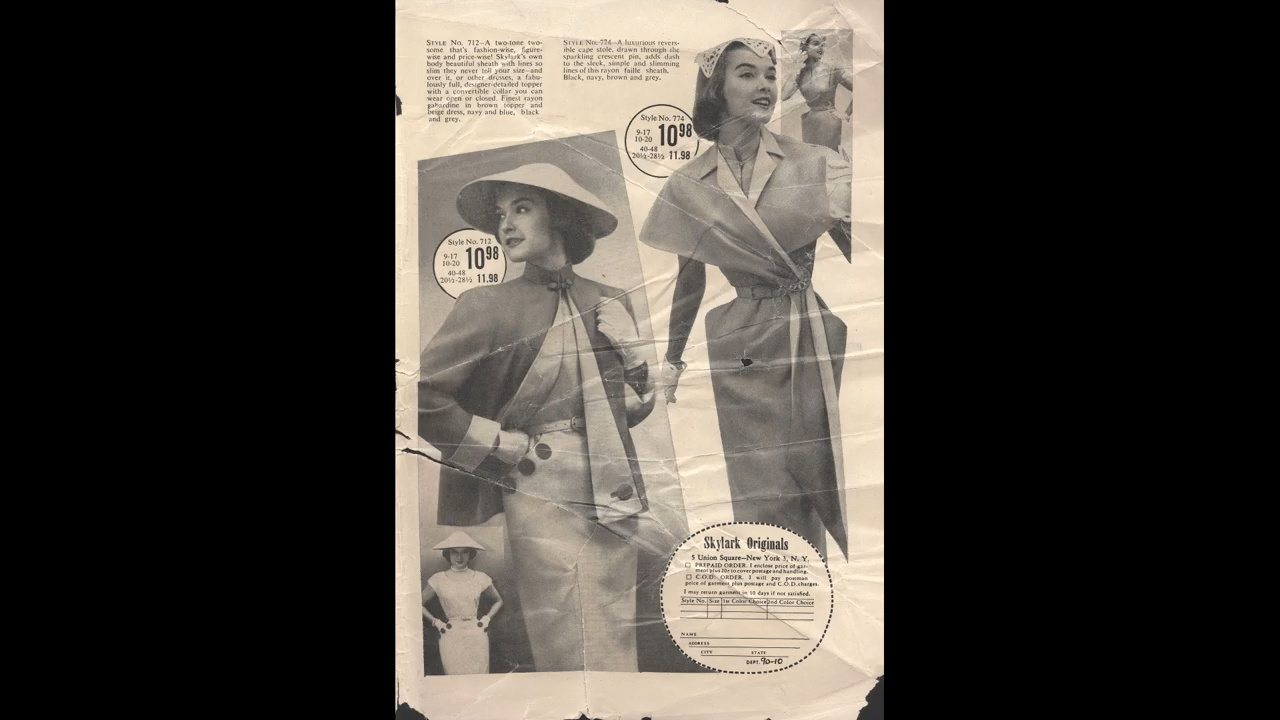 STYLE NO. 712—A two-tone two-
some that's fashion-wise, figure-
wise and price-wise! Skylark's own
body beautiful sheath with lines so
slim they never tell your size—and
over it, or other dresses, a fabu-
lously full, designer-detailed topper
with a convertible collar you can
wear open or closed. Finest rayon
gabardine in brown topper and
beige dress, navy and blue, black
and grey.
STYLE No. 774—A luxurious revers-
ible cape stole, drawn through the
sparkling crescent pin, adds dash
to the sleek, simple and slimming
lines of this rayon faille sheath.
Black, navy, brown and grey.
Style No. 774
9-17
10-20
10.98
40-48
20½-28½ 11.98
Style No. 712
9-17
10-20
10.98
40-48
20½-28½ 11.98
Skylark Originals
5 Union Square—New York 3, N. Y.
☐ PREPAID ORDER. I enclose price of gar-
ment plus 20c to cover postage and handling.
☐ C.O.D. ORDER. I will pay postman
price of garment plus postage and C.O.D. charges.
I may return garment in 10 days if not satisfied.
Style No. Size 1st Color Choice 2nd Color Choice
NAME
ADDRESS
CITY STATE
DEPT. 90-10